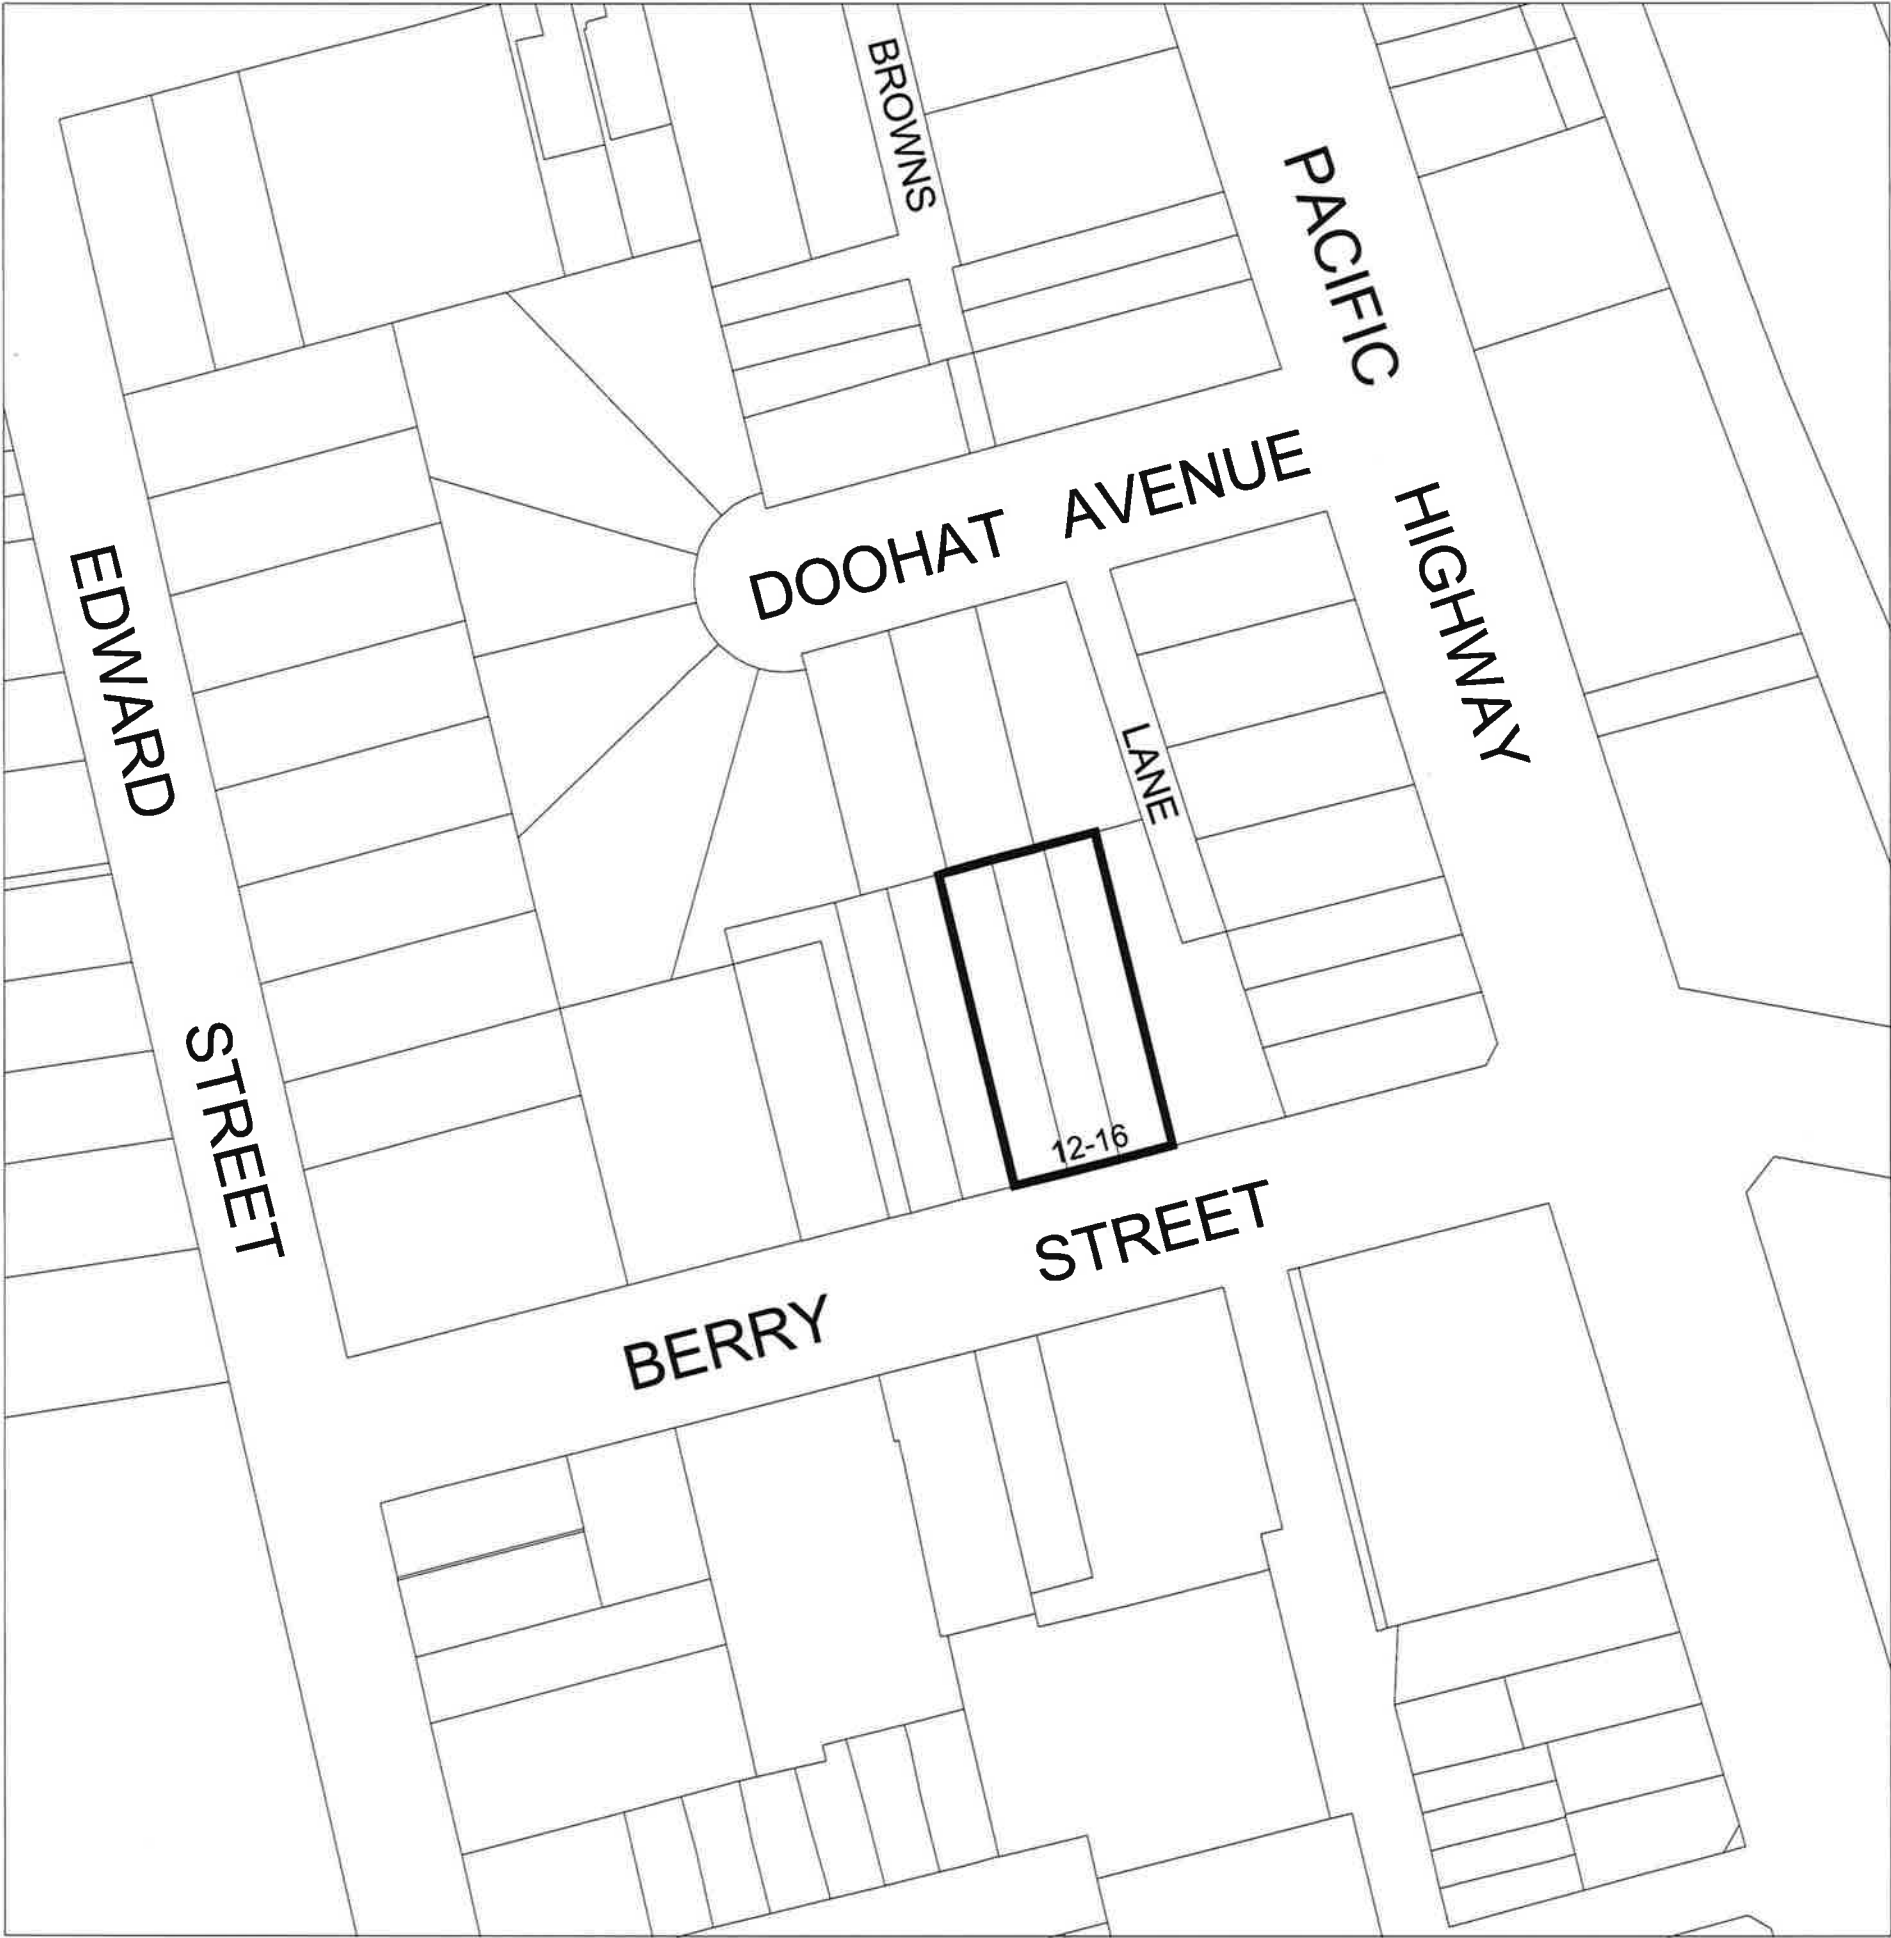 BROWNS
PACIFIC
DOOHAT AVENUE
HIGHWAY
EDWARD
LANE
STREET
12-16
STREET
BERRY